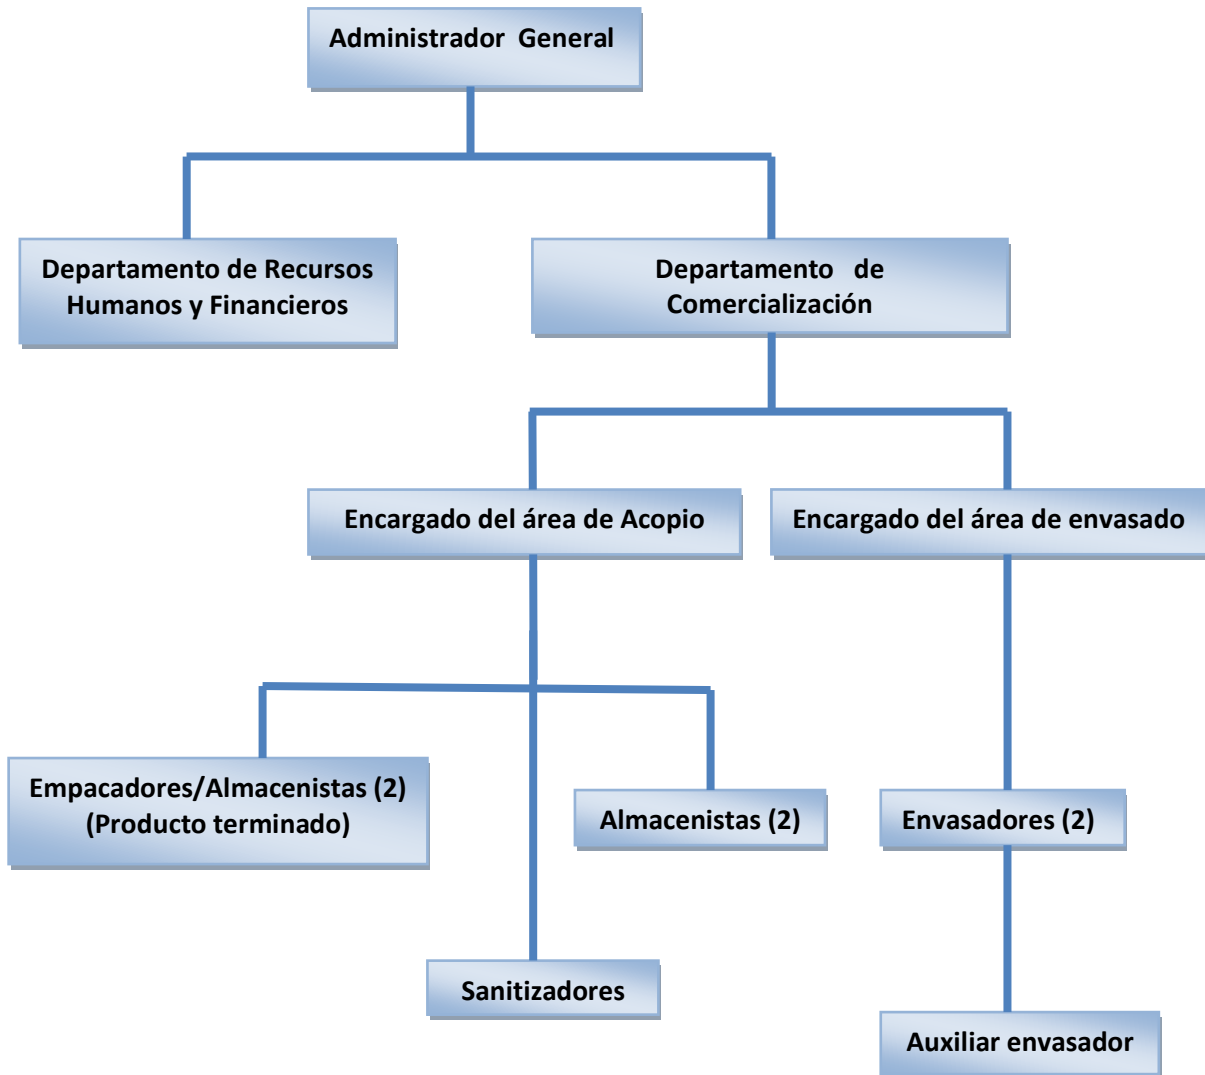 Administrador General
Departamento de Recursos
Humanos y Financieros
Departamento de
Comercialización
Encargado del área de Acopio
Encargado del área de envasado
Empacadores/Almacenistas (2)
(Producto terminado)
Almacenistas (2)
Envasadores (2)
Sanitizadores
Auxiliar envasador